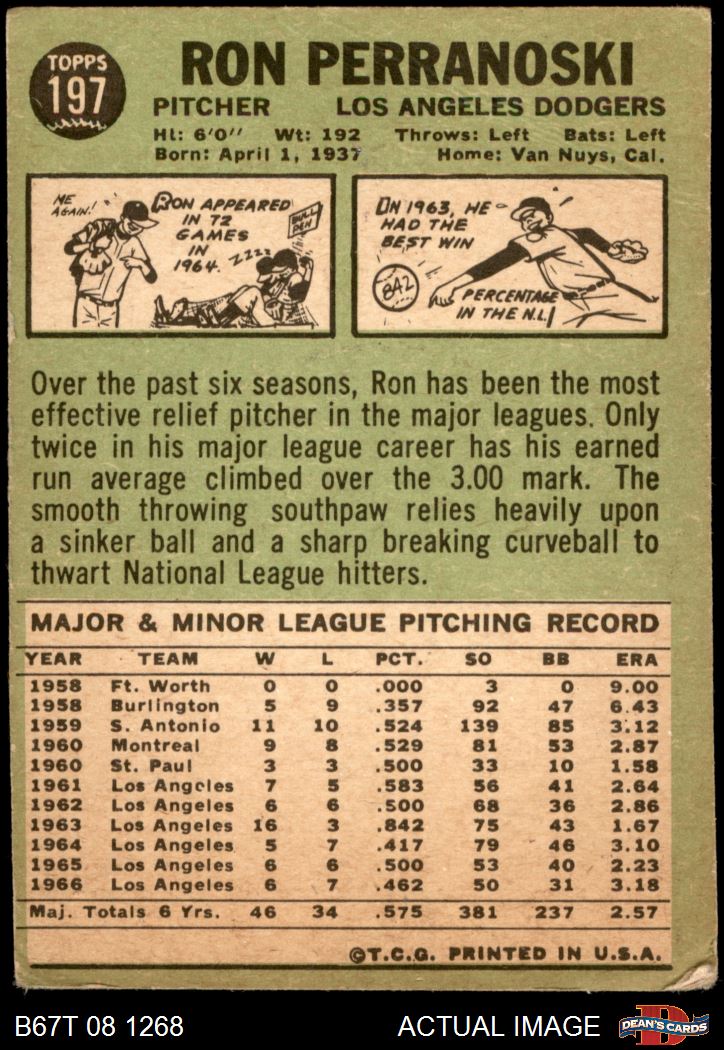 TOPPS
197
RON PERRANOSKI
PITCHER LOS ANGELES DODGERS
Ht: 6'0" Wt: 192 Throws: Left Bats: Left
Born: April 1, 1937 Home: Van Nuys, Cal.
ME AGAIN!
RON APPEARED
IN 72
GAMES
IN
1964.
ZZZZ
BULL PEN
IN 1963, HE
HAD THE
BEST WIN
.842
PERCENTAGE
IN THE N.L.
Over the past six seasons, Ron has been the most
effective relief pitcher in the major leagues. Only
twice in his major league career has his earned
run average climbed over the 3.00 mark. The
smooth throwing southpaw relies heavily upon
a sinker ball and a sharp breaking curveball to
thwart National League hitters.
MAJOR & MINOR LEAGUE PITCHING RECORD
YEAR TEAM W L PCT. SO BB ERA
1958 Ft. Worth 0 0 .000 3 0 9.00
1958 Burlington 5 9 .357 92 47 6.43
1959 S. Antonio 11 10 .524 139 85 3.12
1960 Montreal 9 8 .529 81 53 2.87
1960 St. Paul 3 3 .500 33 10 1.58
1961 Los Angeles 7 5 .583 56 41 2.64
1962 Los Angeles 6 6 .500 68 36 2.86
1963 Los Angeles 16 3 .842 75 43 1.67
1964 Los Angeles 5 7 .417 79 46 3.10
1965 Los Angeles 6 6 .500 53 40 2.23
1966 Los Angeles 6 7 .462 50 31 3.18
Maj. Totals 6 Yrs. 46 34 .575 381 237 2.57
©T.C.G. PRINTED IN U.S.A.
B67T 08 1268 ACTUAL IMAGE
D
DEAN'S CARDS